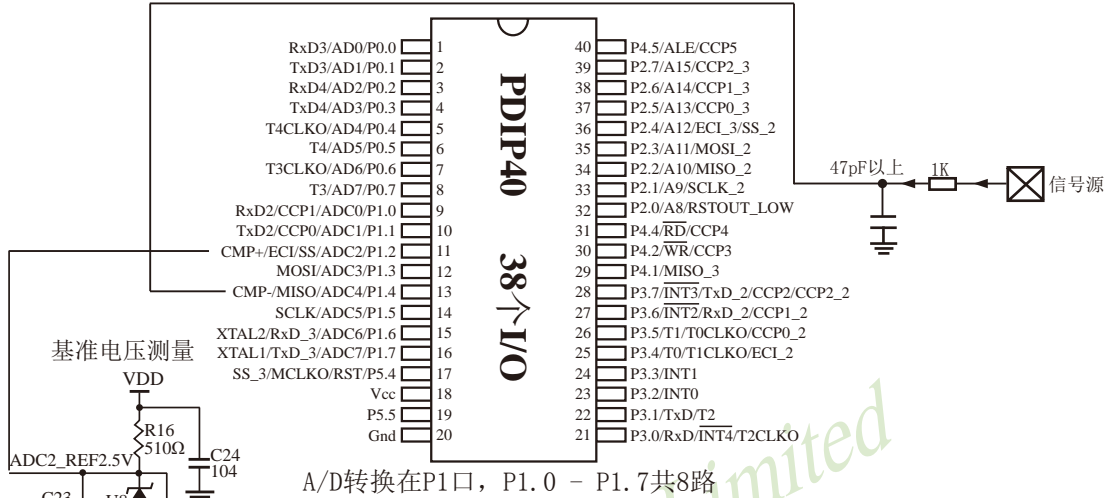 RxD3/AD0/P0.0 1
TxD3/AD1/P0.1 2
RxD4/AD2/P0.2 3
TxD4/AD3/P0.3 4
T4CLKO/AD4/P0.4 5
T4/AD5/P0.5 6
T3CLKO/AD6/P0.6 7
T3/AD7/P0.7 8
RxD2/CCP1/ADC0/P1.0 9
TxD2/CCP0/ADC1/P1.1 10
CMP+/ECI/SS/ADC2/P1.2 11
MOSI/ADC3/P1.3 12
CMP-/MISO/ADC4/P1.4 13
SCLK/ADC5/P1.5 14
XTAL2/RxD_3/ADC6/P1.6 15
XTAL1/TxD_3/ADC7/P1.7 16
SS_3/MCLKO/RST/P5.4 17
Vcc 18
P5.5 19
Gnd 20
PDIP40 38个I/O
40 P4.5/ALE/CCP5
39 P2.7/A15/CCP2_3
38 P2.6/A14/CCP1_3
37 P2.5/A13/CCP0_3
36 P2.4/A12/ECI_3/SS_2
35 P2.3/A11/MOSI_2
34 P2.2/A10/MISO_2
33 P2.1/A9/SCLK_2
32 P2.0/A8/RSTOUT_LOW
31 P4.4/RD/CCP4
30 P4.2/WR/CCP3
29 P4.1/MISO_3
28 P3.7/INT3/TxD_2/CCP2/CCP2_2
27 P3.6/INT2/RxD_2/CCP1_2
26 P3.5/T1/T0CLKO/CCP0_2
25 P3.4/T0/T1CLKO/ECI_2
24 P3.3/INT1
23 P3.2/INT0
22 P3.1/TxD/T2
21 P3.0/RxD/INT4/T2CLKO
47pF以上
1K
信号源
基准电压测量
VDD
R16
510Ω
C24
104
ADC2_REF2.5V
C23
U8
A/D转换在P1口，P1.0 - P1.7共8路
imited